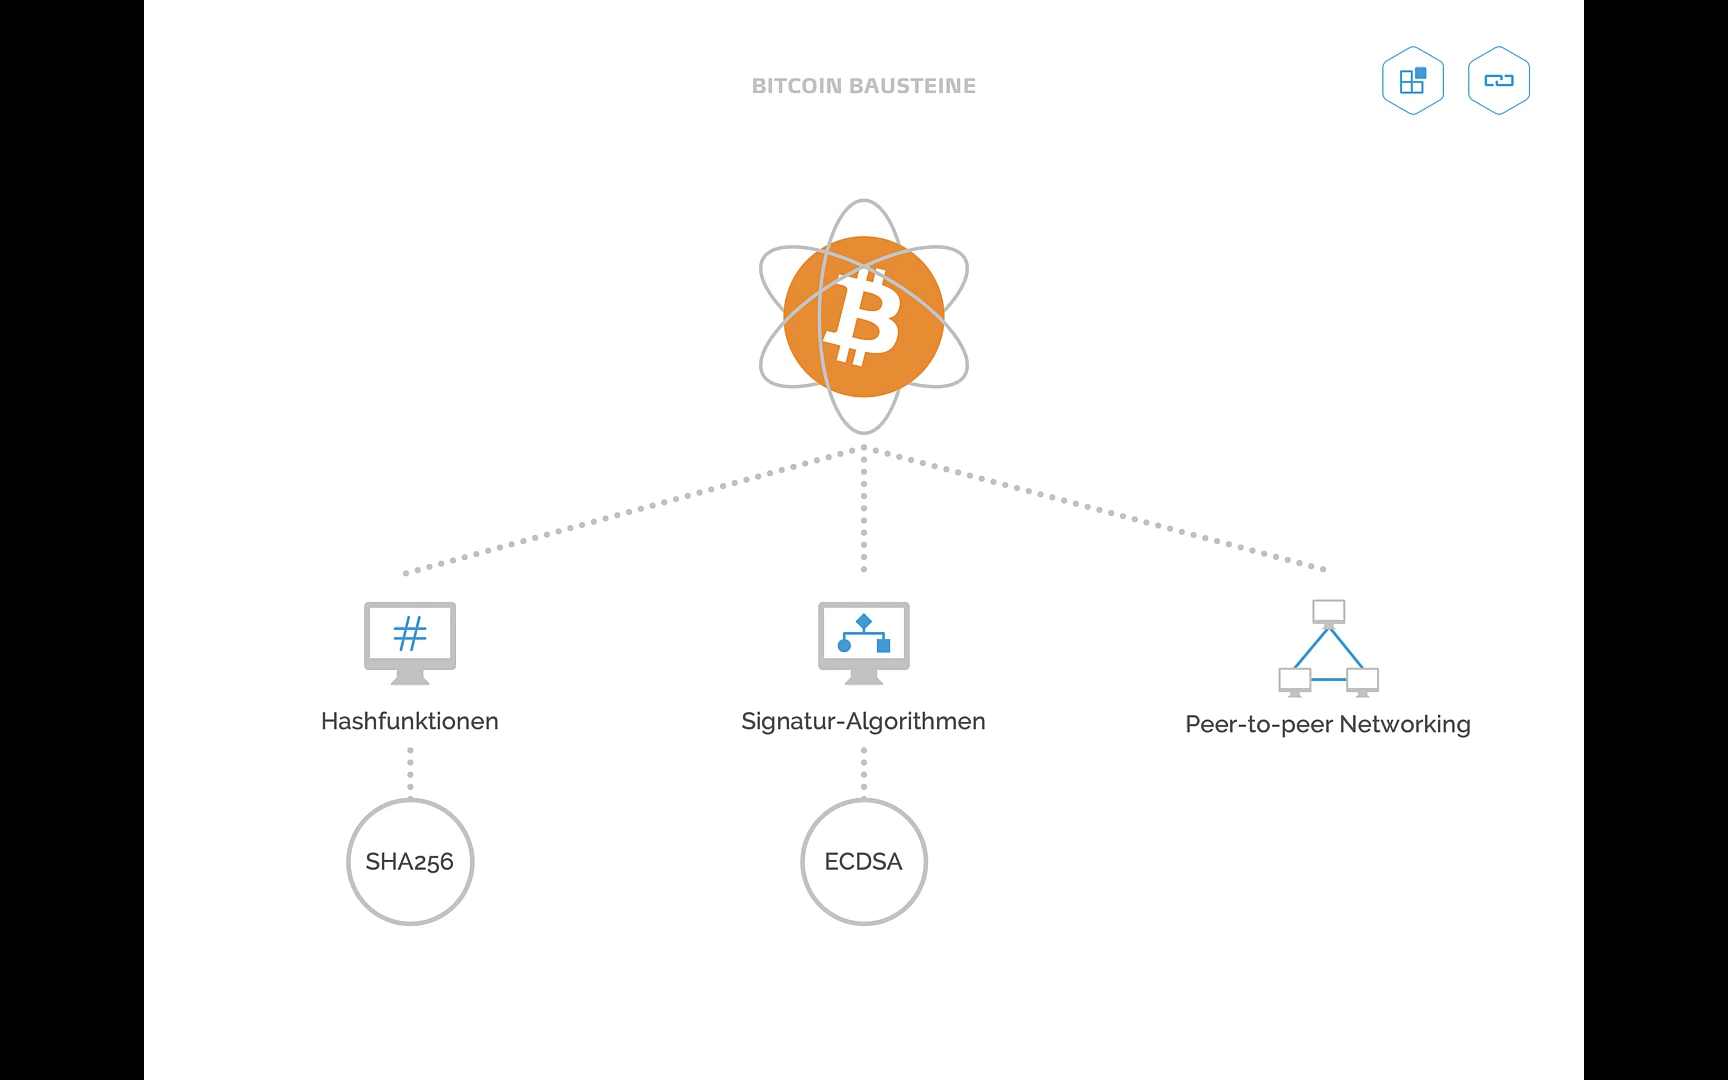 BITCOIN BAUSTEINE
Hashfunktionen
Signatur-Algorithmen
Peer-to-peer Networking
SHA256
ECDSA